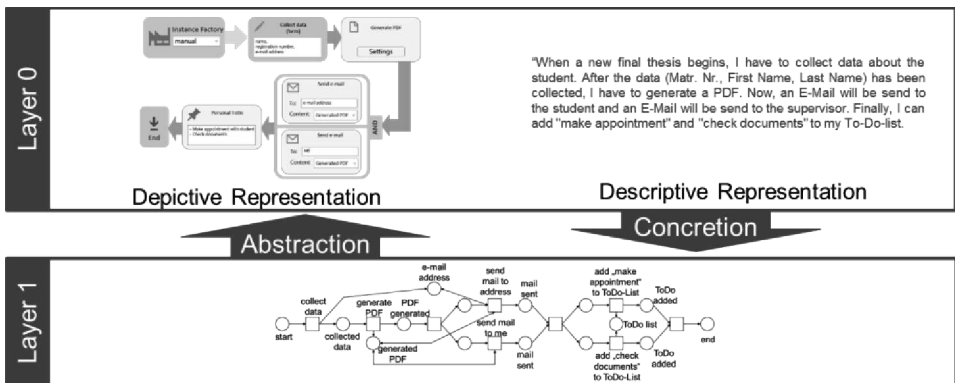 Layer 0
Instance Factory
manual
Collect data
(form)
name,
registration number,
e-mail address
Generate PDF
Settings
Send e-mail
To: e-mail address
Content: Generated PDF
Send e-mail
To:
Content: Generated PDF
AND
Personal ToDo
- Make appointment with student
- Check documents
End
"When a new final thesis begins, I have to collect data about the
student. After the data (Matr. Nr., First Name, Last Name) has been
collected, I have to generate a PDF. Now, an E-Mail will be send to
the student and an E-Mail will be send to the supervisor. Finally, I can
add "make appointment" and "check documents" to my To-Do-list.
Depictive Representation
Descriptive Representation
Abstraction
Concretion
Layer 1
start
collect
data
collected
data
generate
PDF
PDF
generated
generated
PDF
e-mail
address
send
mail to
address
send mail
to me
mail
sent
mail
sent
add „make
appointment"
to ToDo-List
ToDo
added
ToDo list
add „check
documents"
to ToDo-List
ToDo
added
end